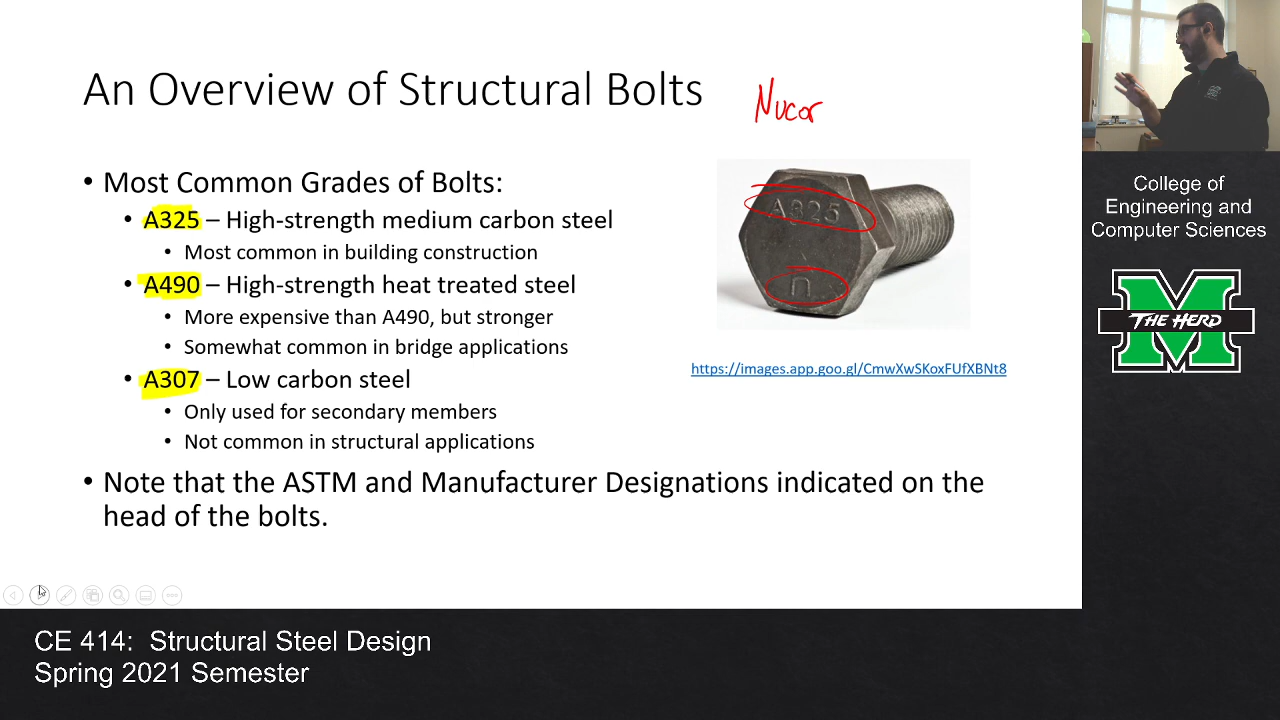 An Overview of Structural Bolts
Nucor
• Most Common Grades of Bolts:
• A325 – High-strength medium carbon steel
• Most common in building construction
• A490 – High-strength heat treated steel
• More expensive than A490, but stronger
• Somewhat common in bridge applications
• A307 – Low carbon steel
• Only used for secondary members
• Not common in structural applications
• Note that the ASTM and Manufacturer Designations indicated on the
head of the bolts.
A325
n
https://images.app.goo.gl/CmwXwSKoxFUfXBNt8
College of
Engineering and
Computer Sciences
M
THE HERD
CE 414: Structural Steel Design
Spring 2021 Semester